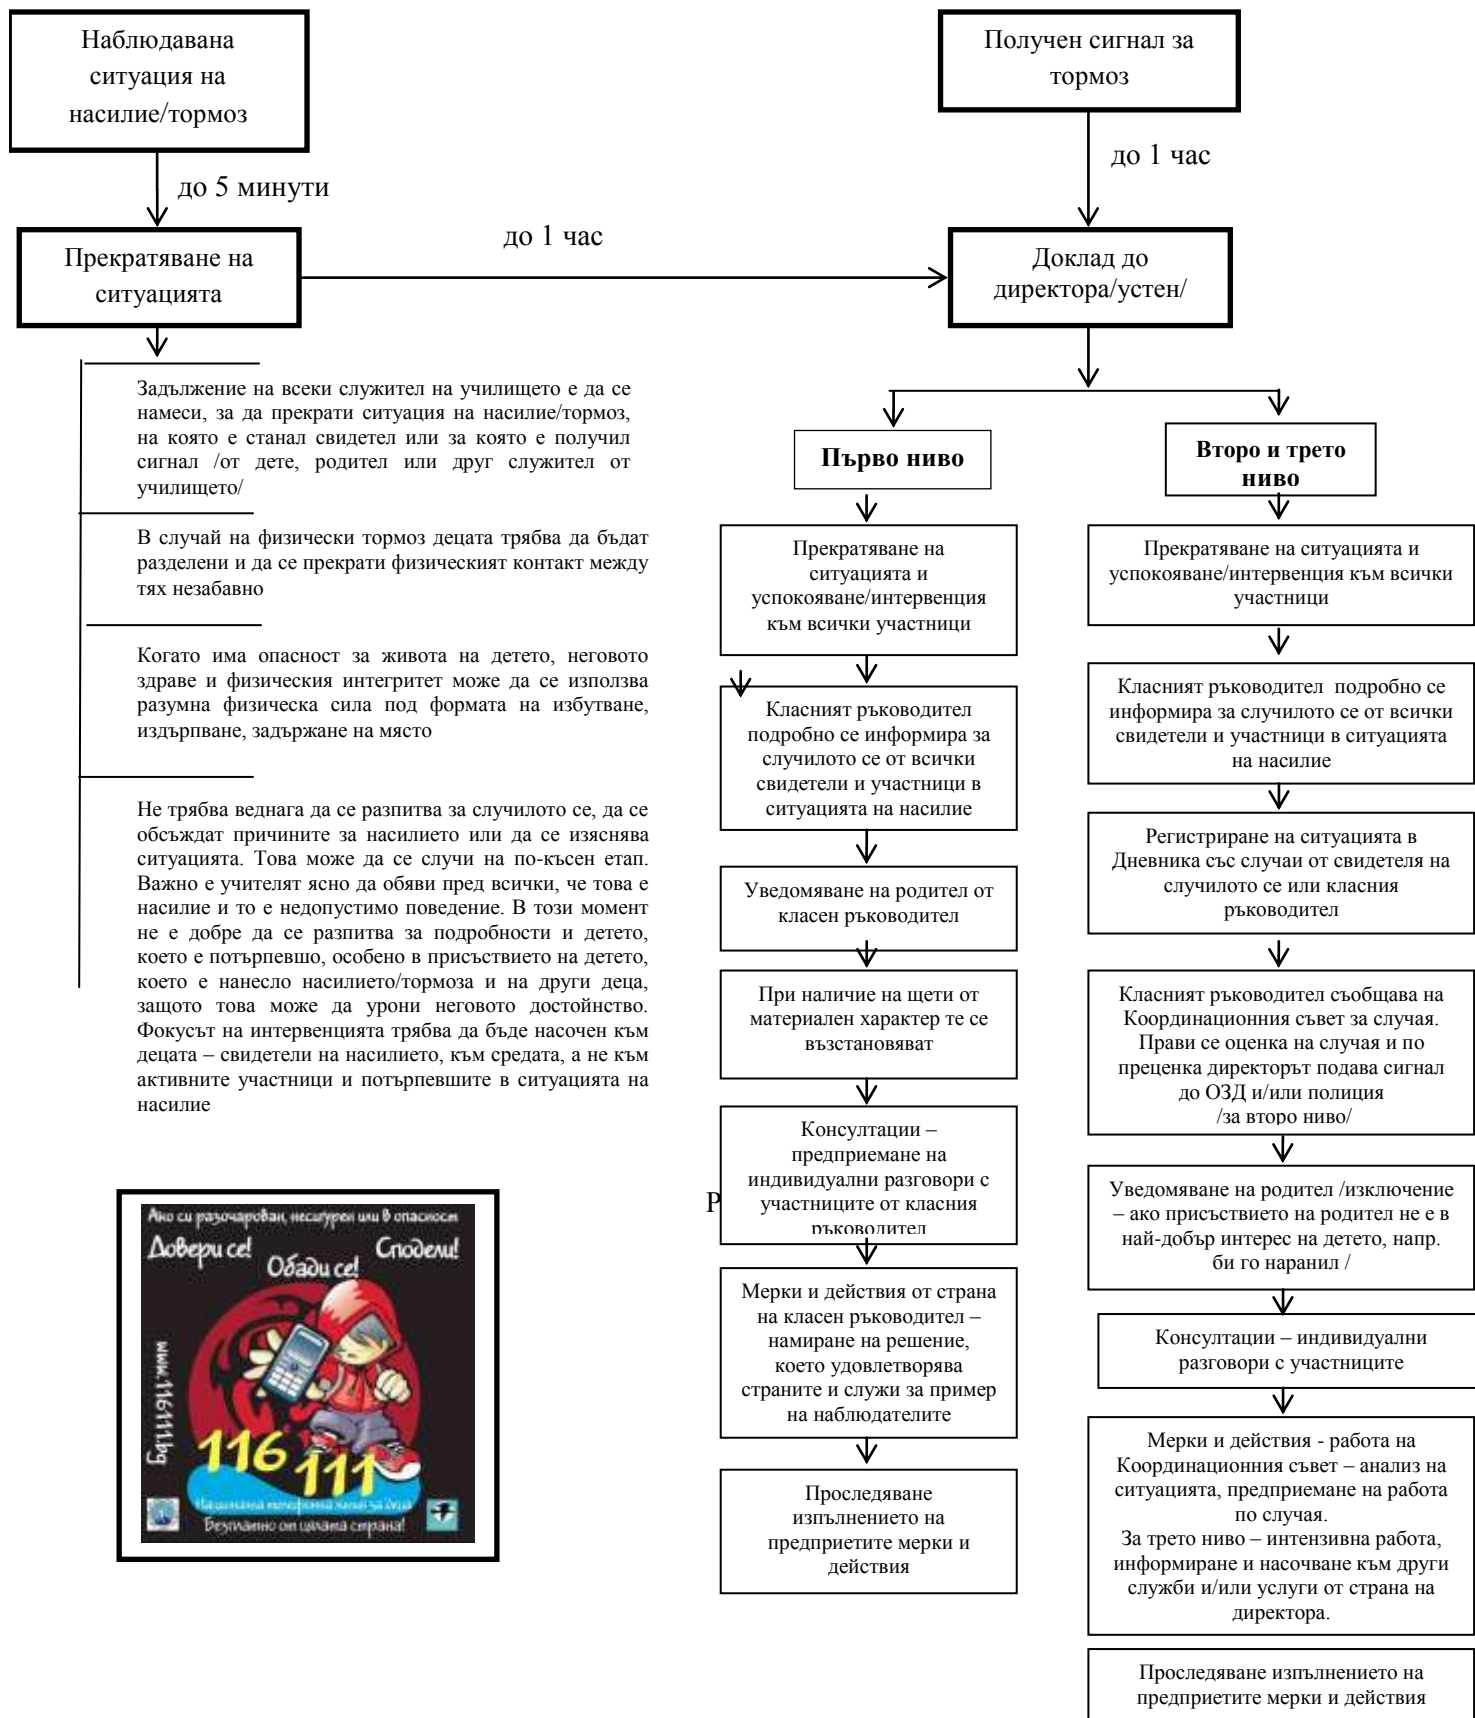 Наблюдавана
ситуация на
насилие/тормоз
Получен сигнал за
тормоз
до 5 минути
до 1 час
Прекратяване на
ситуацията
до 1 час
Доклад до
директора/устен/
Задължение на всеки служител на училището е да се
намеси, за да прекрати ситуация на насилие/тормоз,
на която е станал свидетел или за която е получил
сигнал /от дете, родител или друг служител от
училището/
В случай на физически тормоз децата трябва да бъдат
разделени и да се прекрати физическият контакт между
тях незабавно
Когато има опасност за живота на детето, неговото
здраве и физическия интегритет може да се използва
разумна физическа сила под формата на избутване,
издърпване, задържане на място
Не трябва веднага да се разпитва за случилото се, да се
обсъждат причините за насилието или да се изяснява
ситуацията. Това може да се случи на по-късен етап.
Важно е учителят ясно да обяви пред всички, че това е
насилие и то е недопустимо поведение. В този момент
не е добре да се разпитва за подробности и детето,
което е потърпевшо, особено в присъствието на детето,
което е нанесло насилието/тормоза и на други деца,
защото това може да урони неговото достойнство.
Фокусът на интервенцията трябва да бъде насочен към
децата – свидетели на насилието, към средата, а не към
активните участници и потърпевшите в ситуацията на
насилие
Ако си разочарован, несигурен или в опасност
Довери се!
Обади се!
Сподели!
www.116111.bg
116
111
Национална телефонна линия за деца
Безплатно от цялата страна!
Първо ниво
Прекратяване на
ситуацията и
успокояване/интервенция
към всички участници
Класният ръководител
подробно се информира за
случилото се от всички
свидетели и участници в
ситуацията на насилие
Уведомяване на родител от
класен ръководител
При наличие на щети от
материален характер те се
възстановяват
Р
Консултации –
предприемане на
индивидуални разговори с
участниците от класния
ръководител
Мерки и действия от страна
на класен ръководител –
намиране на решение,
което удовлетворява
страните и служи за пример
на наблюдателите
Проследяване
изпълнението на
предприетите мерки и
действия
Второ и трето
ниво
Прекратяване на ситуацията и
успокояване/интервенция към всички
участници
Класният ръководител подробно се
информира за случилото се от всички
свидетели и участници в ситуацията
на насилие
Регистриране на ситуацията в
Дневника със случаи от свидетеля на
случилото се или класния
ръководител
Класният ръководител съобщава на
Координационния съвет за случая.
Прави се оценка на случая и по
преценка директорът подава сигнал
до ОЗД и/или полиция
/за второ ниво/
Уведомяване на родител /изключение
– ако присъствието на родител не е в
най-добър интерес на детето, напр.
би го наранил /
Консултации – индивидуални
разговори с участниците
Мерки и действия - работа на
Координационния съвет – анализ на
ситуацията, предприемане на работа
по случая.
За трето ниво – интензивна работа,
информиране и насочване към други
служби и/или услуги от страна на
директора.
Проследяване изпълнението на
предприетите мерки и действия